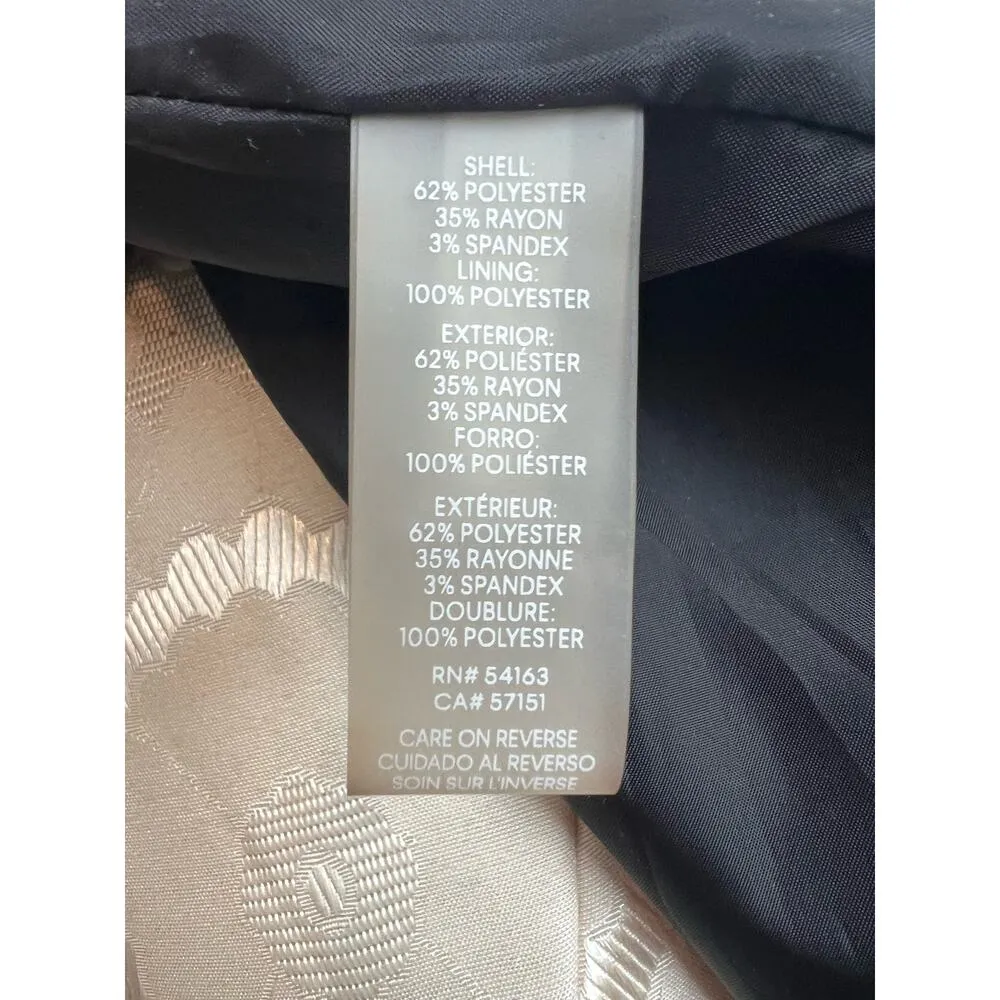 SHELL:
62% POLYESTER
35% RAYON
3% SPANDEX
LINING:
100% POLYESTER
EXTERIOR:
62% POLIÉSTER
35% RAYON
3% SPANDEX
FORRO:
100% POLIÉSTER
EXTÉRIEUR:
62% POLYESTER
35% RAYONNE
3% SPANDEX
DOUBLURE:
100% POLYESTER
RN# 54163
CA# 57151
CARE ON REVERSE
CUIDADO AL REVERSO
SOIN SUR L'INVERSE